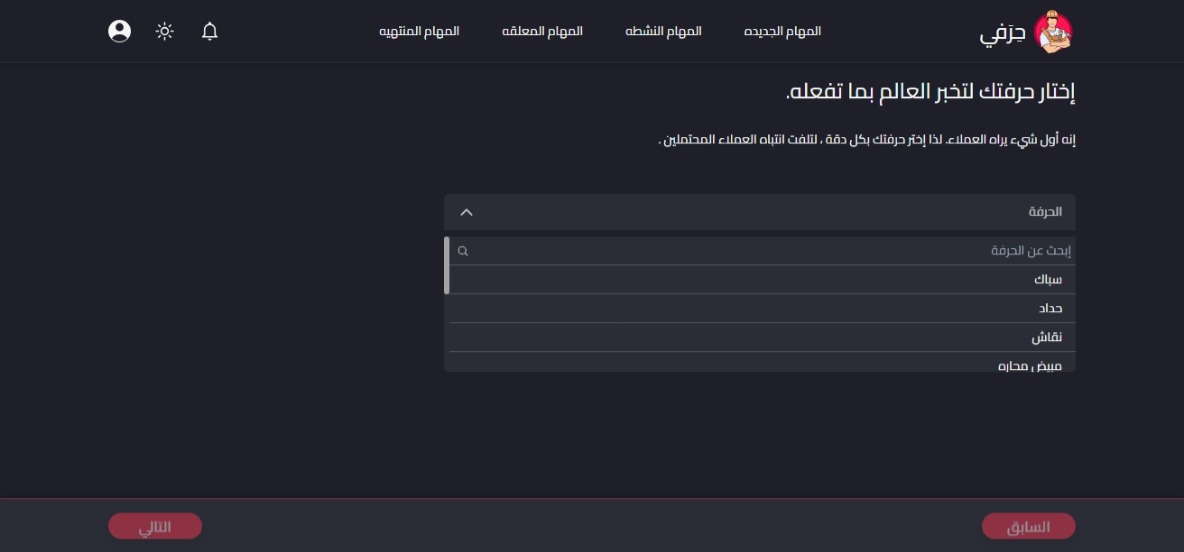 حِرَفي
المهام الجديده
المهام النشطه
المهام المعلقه
المهام المنتهيه
إختار حرفتك لتخبر العالم بما تفعله.
إنه أول شيء يراه العملاء. لذا إختر حرفتك بكل دقة ، لتلفت انتباه العملاء المحتملين .
الحرفة
إبحث عن الحرفة
سباك
حداد
نقاش
مبيض محاره
السابق
التالي